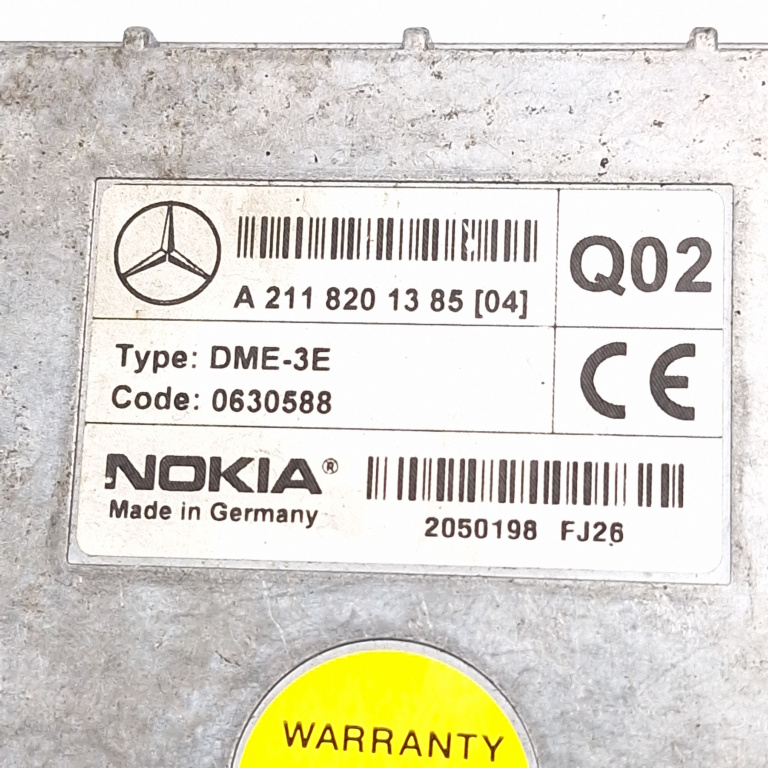 A 211 820 13 85 [04]
Q02
Type: DME-3E
Code: 0630588
CE
NOKIA®
Made in Germany
2050198 FJ26
WARRANTY